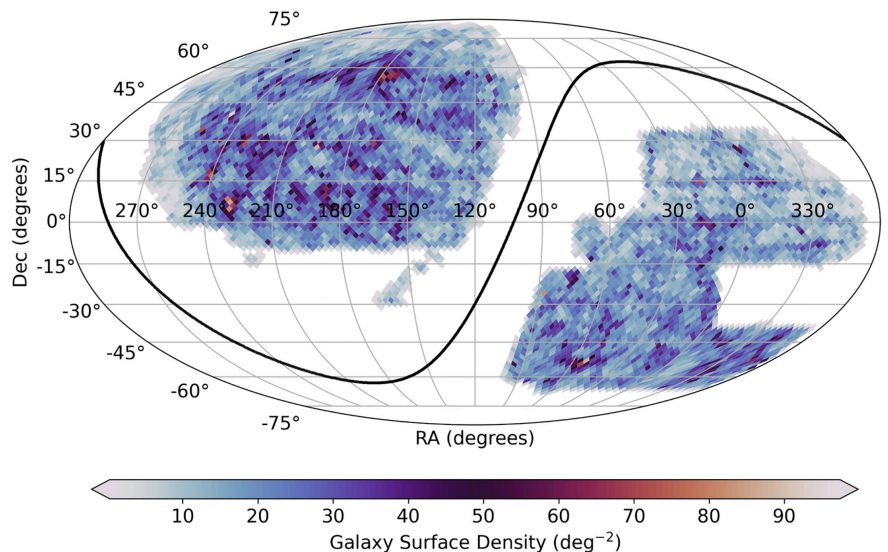 75°
60°
45°
30°
15°
0°
-15°
-30°
-45°
-60°
-75°
270° 240° 210° 180° 150° 120° 90° 60° 30° 0° 330°
Dec (degrees)
RA (degrees)
10 20 30 40 50 60 70 80 90
Galaxy Surface Density (deg⁻²)